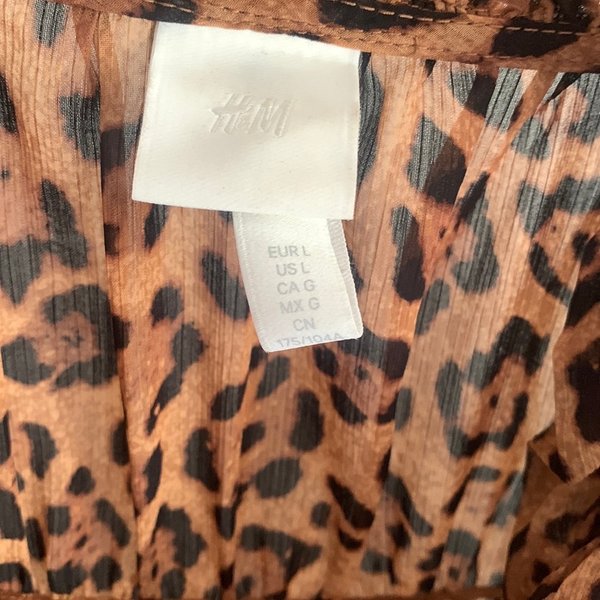 H&M
EUR L
US L
CA G
MX G
CN
175/104A